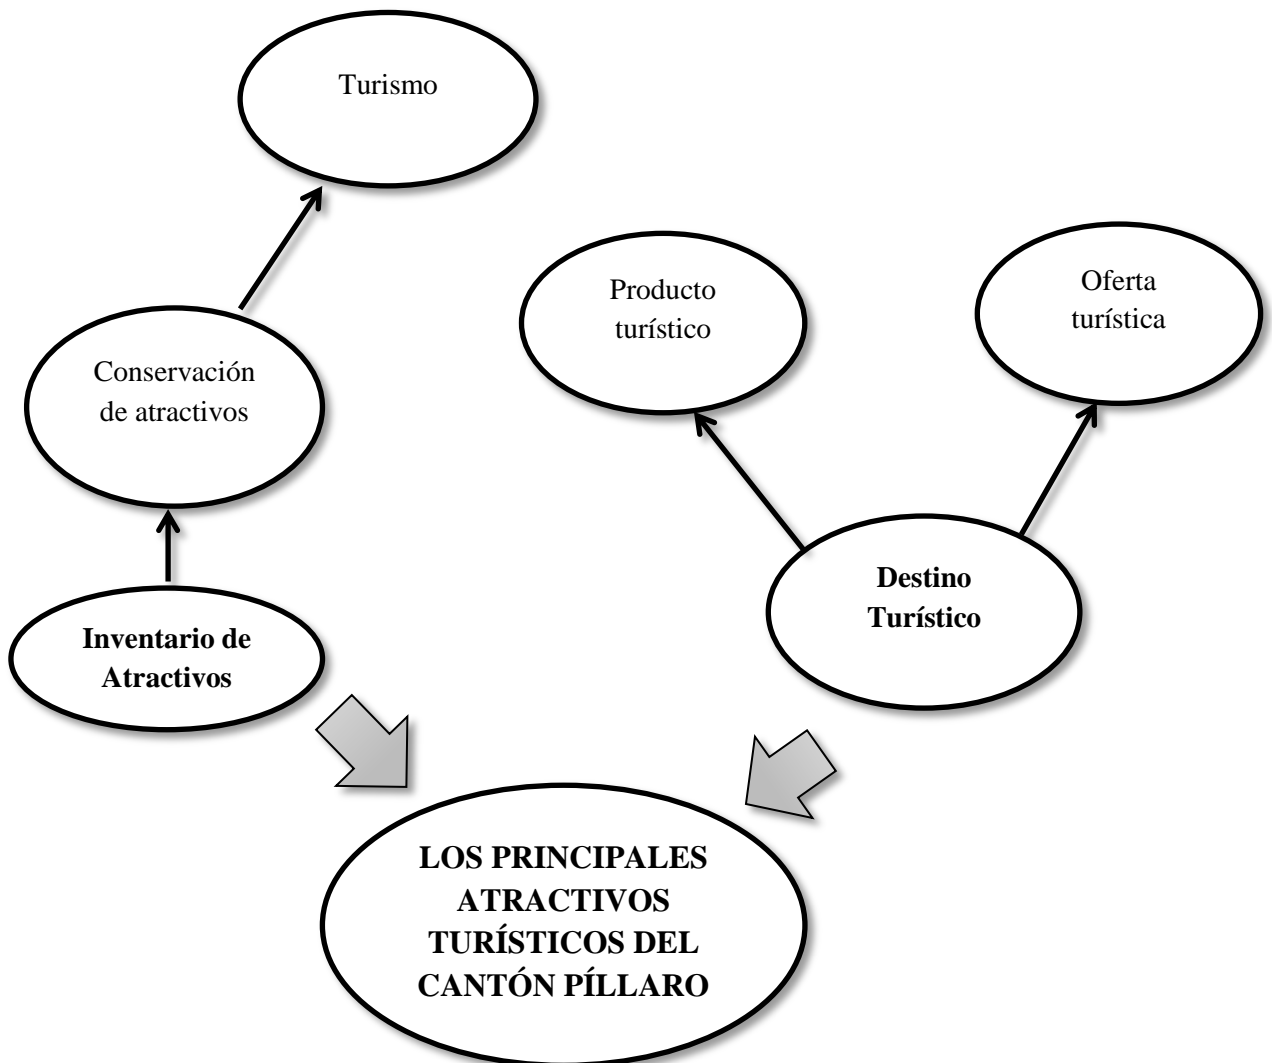 Turismo
Producto
turístico
Oferta
turística
Conservación
de atractivos
Destino
Turístico
Inventario de
Atractivos
LOS PRINCIPALES
ATRACTIVOS
TURÍSTICOS DEL
CANTÓN PÍLLARO